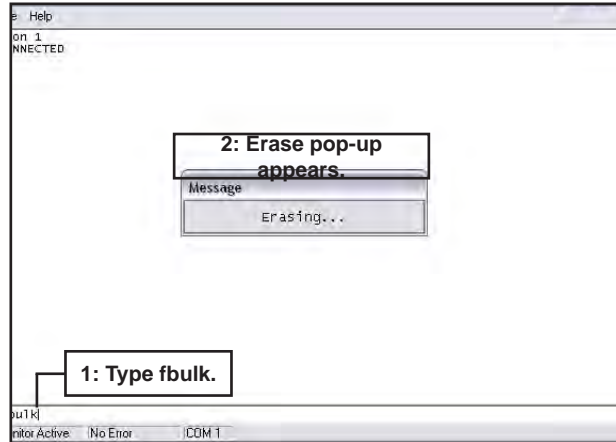 e Help
on 1
NNECTED
2: Erase pop-up
appears.
Message
Erasing...
1: Type fbulk.
bulk
nitor Active No Error COM 1